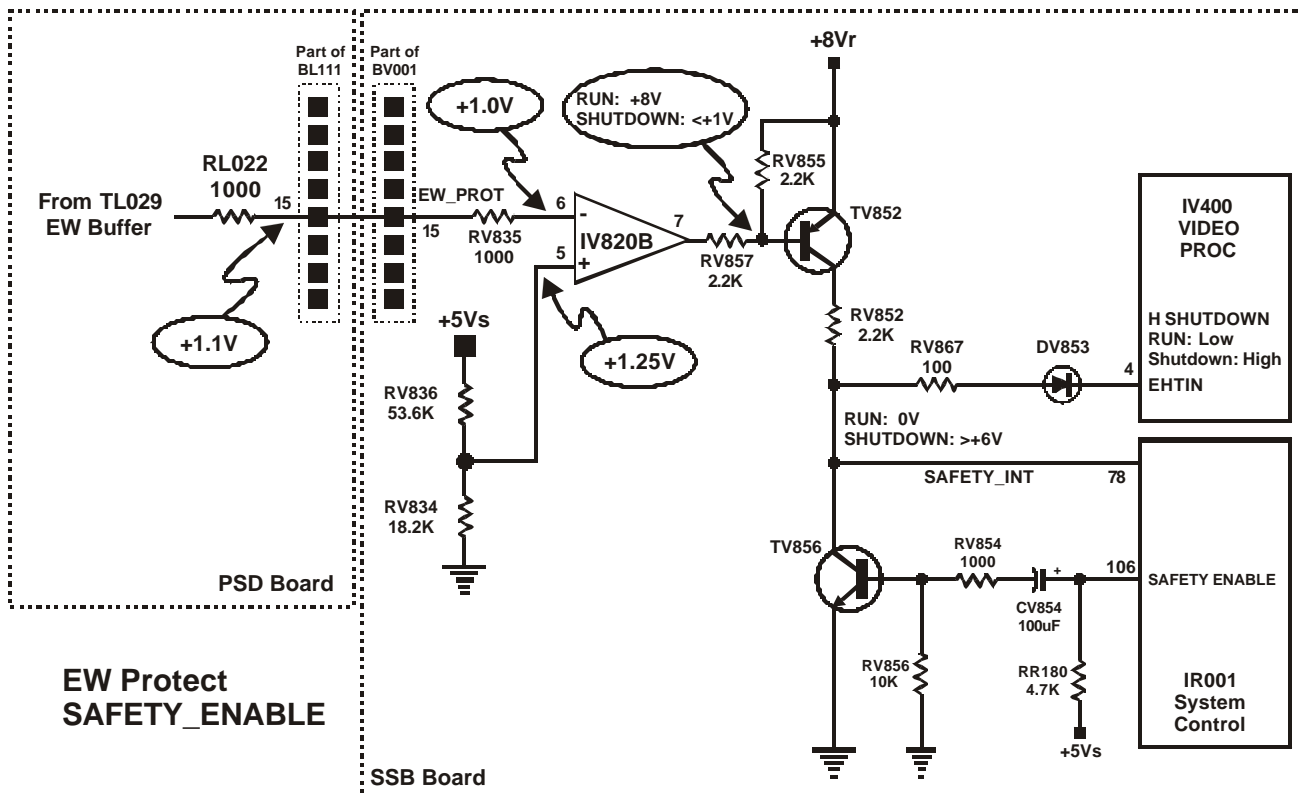 +8Vr
Part of
BL111
Part of
BV001
+1.0V
RUN: +8V
SHUTDOWN: <+1V
RL022
1000
RV855
2.2K
From TL029
EW Buffer
15
EW_PROT
15
RV835
1000
6
-
IV820B
7
5
+
RV857
2.2K
TV852
IV400
VIDEO
PROC
+1.1V
+5Vs
+1.25V
RV852
2.2K
RV867
100
DV853
H SHUTDOWN
RUN: Low
Shutdown: High
4
EHTIN
RV836
53.6K
RUN: 0V
SHUTDOWN: >+6V
SAFETY_INT
78
RV834
18.2K
TV856
RV854
1000
+
106
SAFETY ENABLE
CV854
100uF
PSD Board
RV856
10K
RR180
4.7K
IR001
System
Control
+5Vs
EW Protect
SAFETY_ENABLE
SSB Board